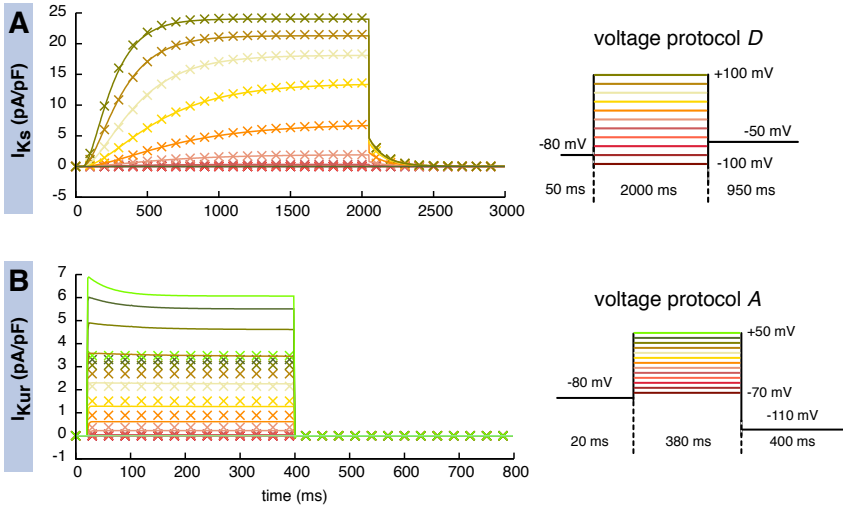 A
I_Ks (pA/pF)
25
20
15
10
5
0
-5
0 500 1000 1500 2000 2500 3000
voltage protocol D
+100 mV
-80 mV
-50 mV
-100 mV
50 ms 2000 ms 950 ms
B
I_Kur (pA/pF)
7
6
5
4
3
2
1
0
-1
0 100 200 300 400 500 600 700 800
time (ms)
voltage protocol A
+50 mV
-80 mV
-70 mV
-110 mV
20 ms 380 ms 400 ms